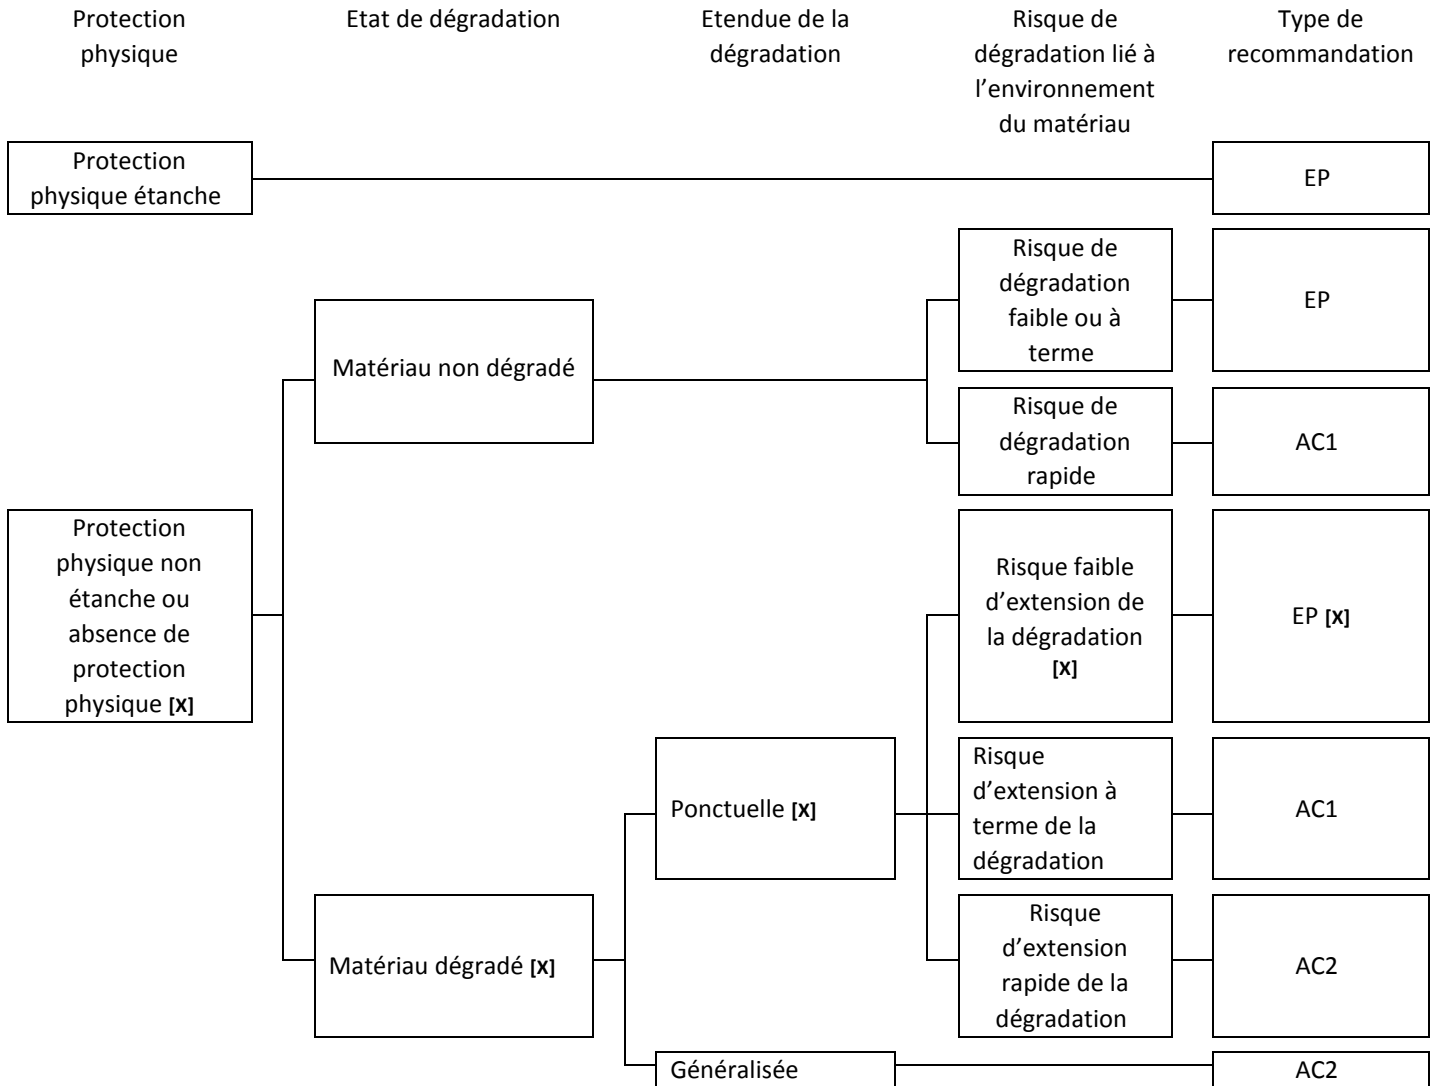 Protection
physique
Etat de dégradation
Etendue de la
dégradation
Risque de
dégradation lié à
l’environnement
du matériau
Type de
recommandation
Protection
physique étanche
EP
Risque de
dégradation
faible ou à
terme
EP
Matériau non dégradé
Risque de
dégradation
rapide
AC1
Protection
physique non
étanche ou
absence de
protection
physique [X]
Risque faible
d’extension de
la dégradation
[X]
EP [X]
Ponctuelle [X]
Risque
d’extension à
terme de la
dégradation
AC1
Matériau dégradé [X]
Risque
d’extension
rapide de la
dégradation
AC2
Généralisée
AC2